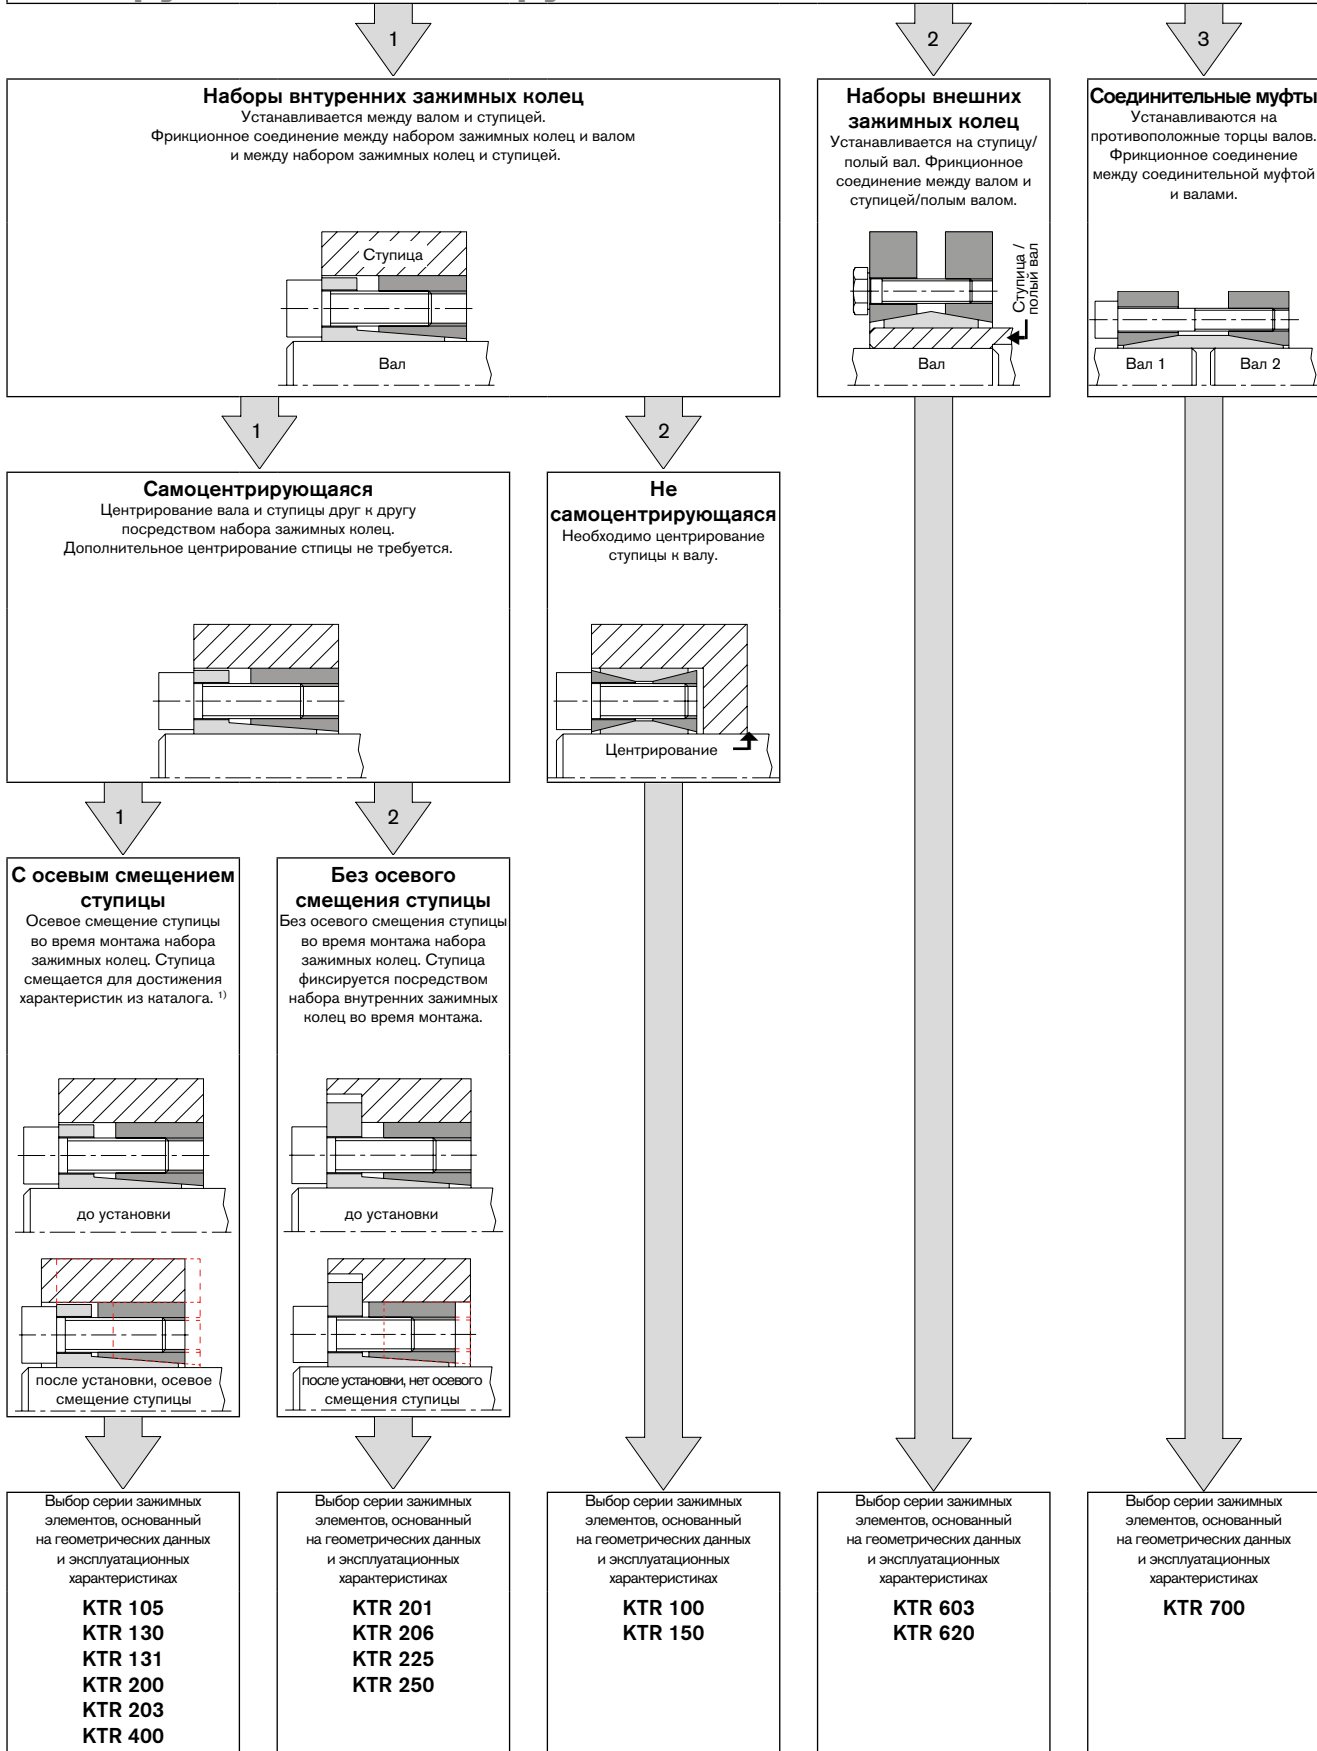 1
2
3
Наборы внтуренних зажимных колец
Устанавливается между валом и ступицей.
Фрикционное соединение между набором зажимных колец и валом
и между набором зажимных колец и ступицей.
Ступица
Вал
Наборы внешних
зажимных колец
Устанавливается на ступицу/
полый вал. Фрикционное
соединение между валом и
ступицей/полым валом.
Ступица /
полый вал
Вал
Соединительные муфты
Устанавливаются на
противоположные торцы валов.
Фрикционное соединение
между соединительной муфтой
и валами.
Вал 1
Вал 2
1
2
Самоцентрирующаяся
Центрирование вала и ступицы друг к другу
посредством набора зажимных колец.
Дополнительное центрирование стпицы не требуется.
Не
самоцентрирующаяся
Необходимо центрирование
ступицы к валу.
Центрирование
1
2
С осевым смещением
ступицы
Осевое смещение ступицы
во время монтажа набора
зажимных колец. Ступица
смещается для достижения
характеристик из каталога. 1)
до установки
после установки, осевое
смещение ступицы
Без осевого
смещения ступицы
Без осевого смещения ступицы
во время монтажа набора
зажимных колец. Ступица
фиксируется посредством
набора внутренних зажимных
колец во время монтажа.
до установки
после установки, нет осевого
смещения ступицы
Выбор серии зажимных
элементов, основанный
на геометрических данных
и эксплуатационных
характеристиках
KTR 105
KTR 130
KTR 131
KTR 200
KTR 203
KTR 400
Выбор серии зажимных
элементов, основанный
на геометрических данных
и эксплуатационных
характеристиках
KTR 201
KTR 206
KTR 225
KTR 250
Выбор серии зажимных
элементов, основанный
на геометрических данных
и эксплуатационных
характеристиках
KTR 100
KTR 150
Выбор серии зажимных
элементов, основанный
на геометрических данных
и эксплуатационных
характеристиках
KTR 603
KTR 620
Выбор серии зажимных
элементов, основанный
на геометрических данных
и эксплуатационных
характеристиках
KTR 700